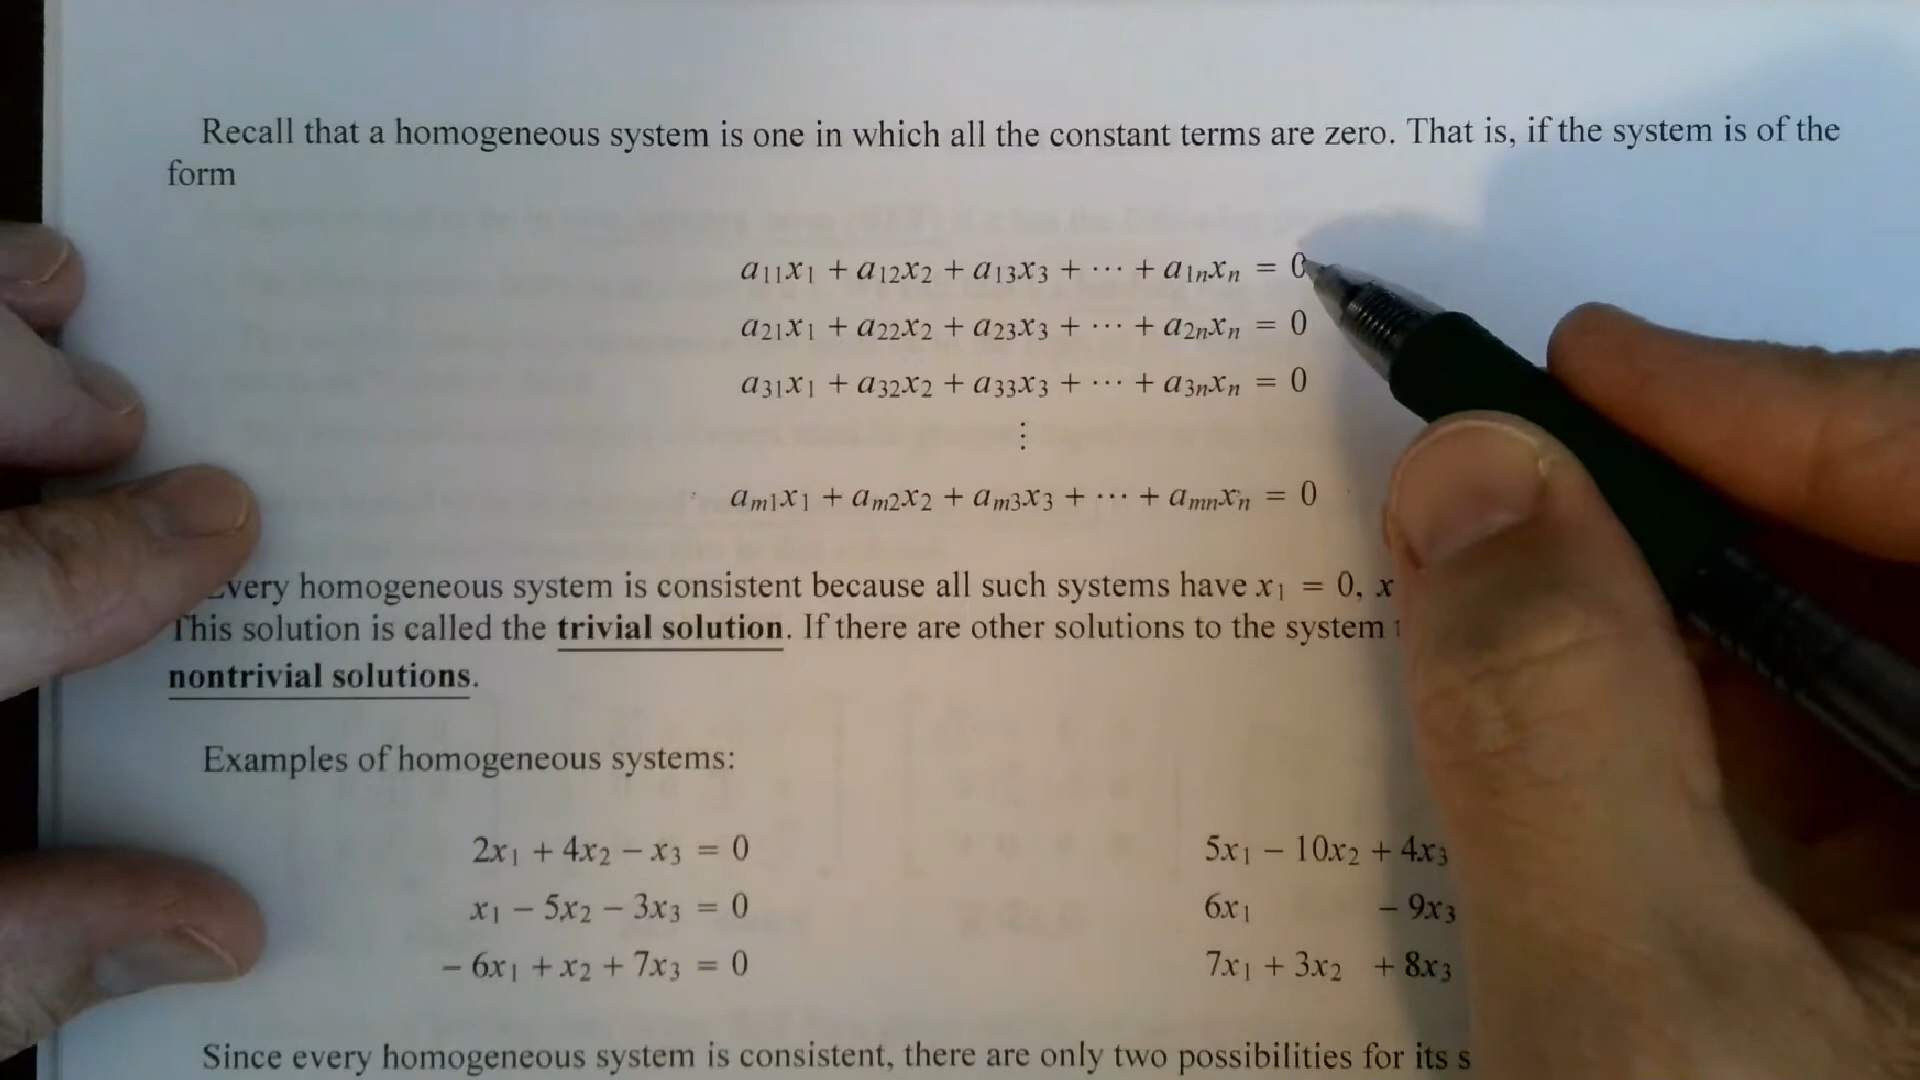 Recall that a homogeneous system is one in which all the constant terms are zero. That is, if the system is of the
form
a₁₁x₁ + a₁₂x₂ + a₁₃x₃ + ⋯ + a₁ₙxₙ = 0
a₂₁x₁ + a₂₂x₂ + a₂₃x₃ + ⋯ + a₂ₙxₙ = 0
a₃₁x₁ + a₃₂x₂ + a₃₃x₃ + ⋯ + a₃ₙxₙ = 0
⋮
aₘ₁x₁ + aₘ₂x₂ + aₘ₃x₃ + ⋯ + aₘₙxₙ = 0
very homogeneous system is consistent because all such systems have x₁ = 0, x
This solution is called the trivial solution. If there are other solutions to the system
nontrivial solutions.
Examples of homogeneous systems:
2x₁ + 4x₂ − x₃ = 0 5x₁ − 10x₂ + 4x₃
x₁ − 5x₂ − 3x₃ = 0 6x₁ − 9x₃
− 6x₁ + x₂ + 7x₃ = 0 7x₁ + 3x₂ + 8x₃
Since every homogeneous system is consistent, there are only two possibilities for its s